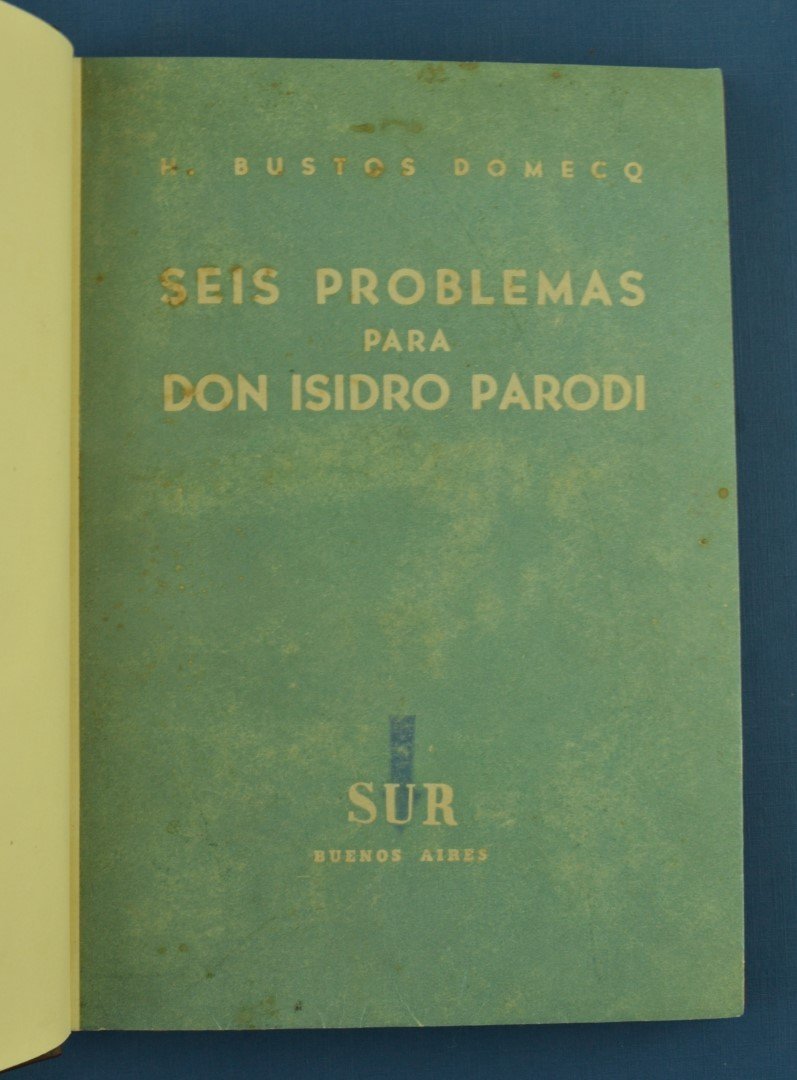 H. BUSTOS DOMECQ
SEIS PROBLEMAS
PARA
DON ISIDRO PARODI
SUR
BUENOS AIRES